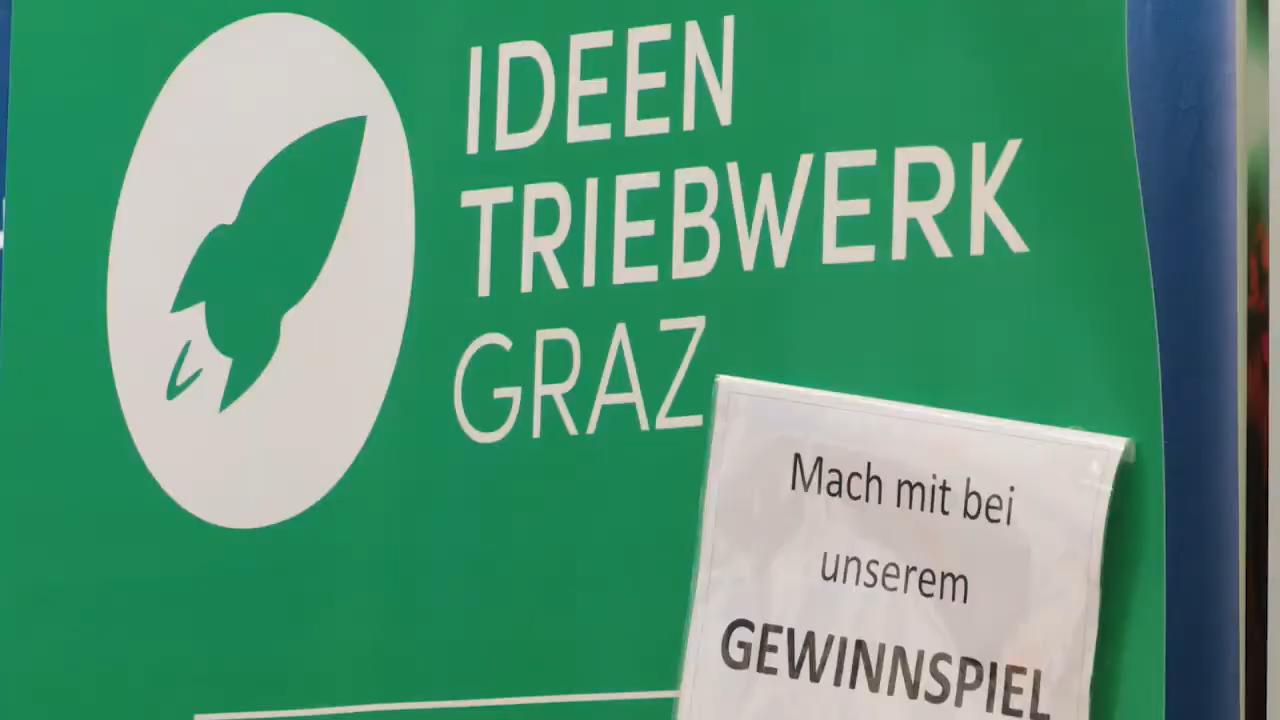 IDEEN
TRIEBWERK
GRAZ
Mach mit bei
unserem
GEWINNSPIEL